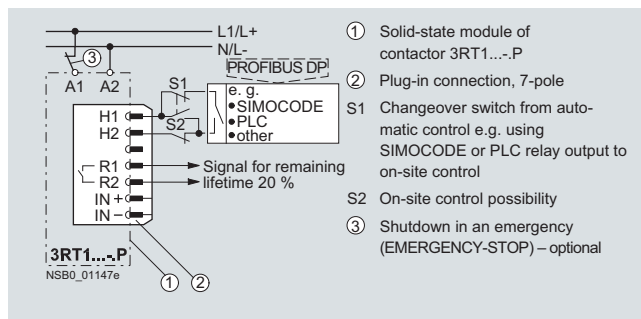 L1/L+
N/L-
③
A1 A2
S1
PROFIBUS DP
e. g.
●SIMOCODE
●PLC
●other
S2
H1
H2
R1
R2
IN +
IN −
Signal for remaining
lifetime 20 %
3RT1...-.P
NSB0_01147e
① ②
① Solid-state module of
contactor 3RT1...-.P
② Plug-in connection, 7-pole
S1 Changeover switch from auto-
matic control e.g. using
SIMOCODE or PLC relay output to
on-site control
S2 On-site control possibility
③ Shutdown in an emergency
(EMERGENCY-STOP) – optional